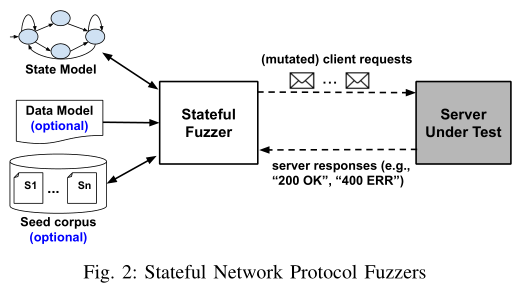 State Model
Data Model
(optional)
S1 ... Sn
Seed corpus
(optional)
Stateful
Fuzzer
(mutated) client requests
...
server responses (e.g.,
“200 OK”, “400 ERR”)
Server
Under Test
Fig. 2: Stateful Network Protocol Fuzzers